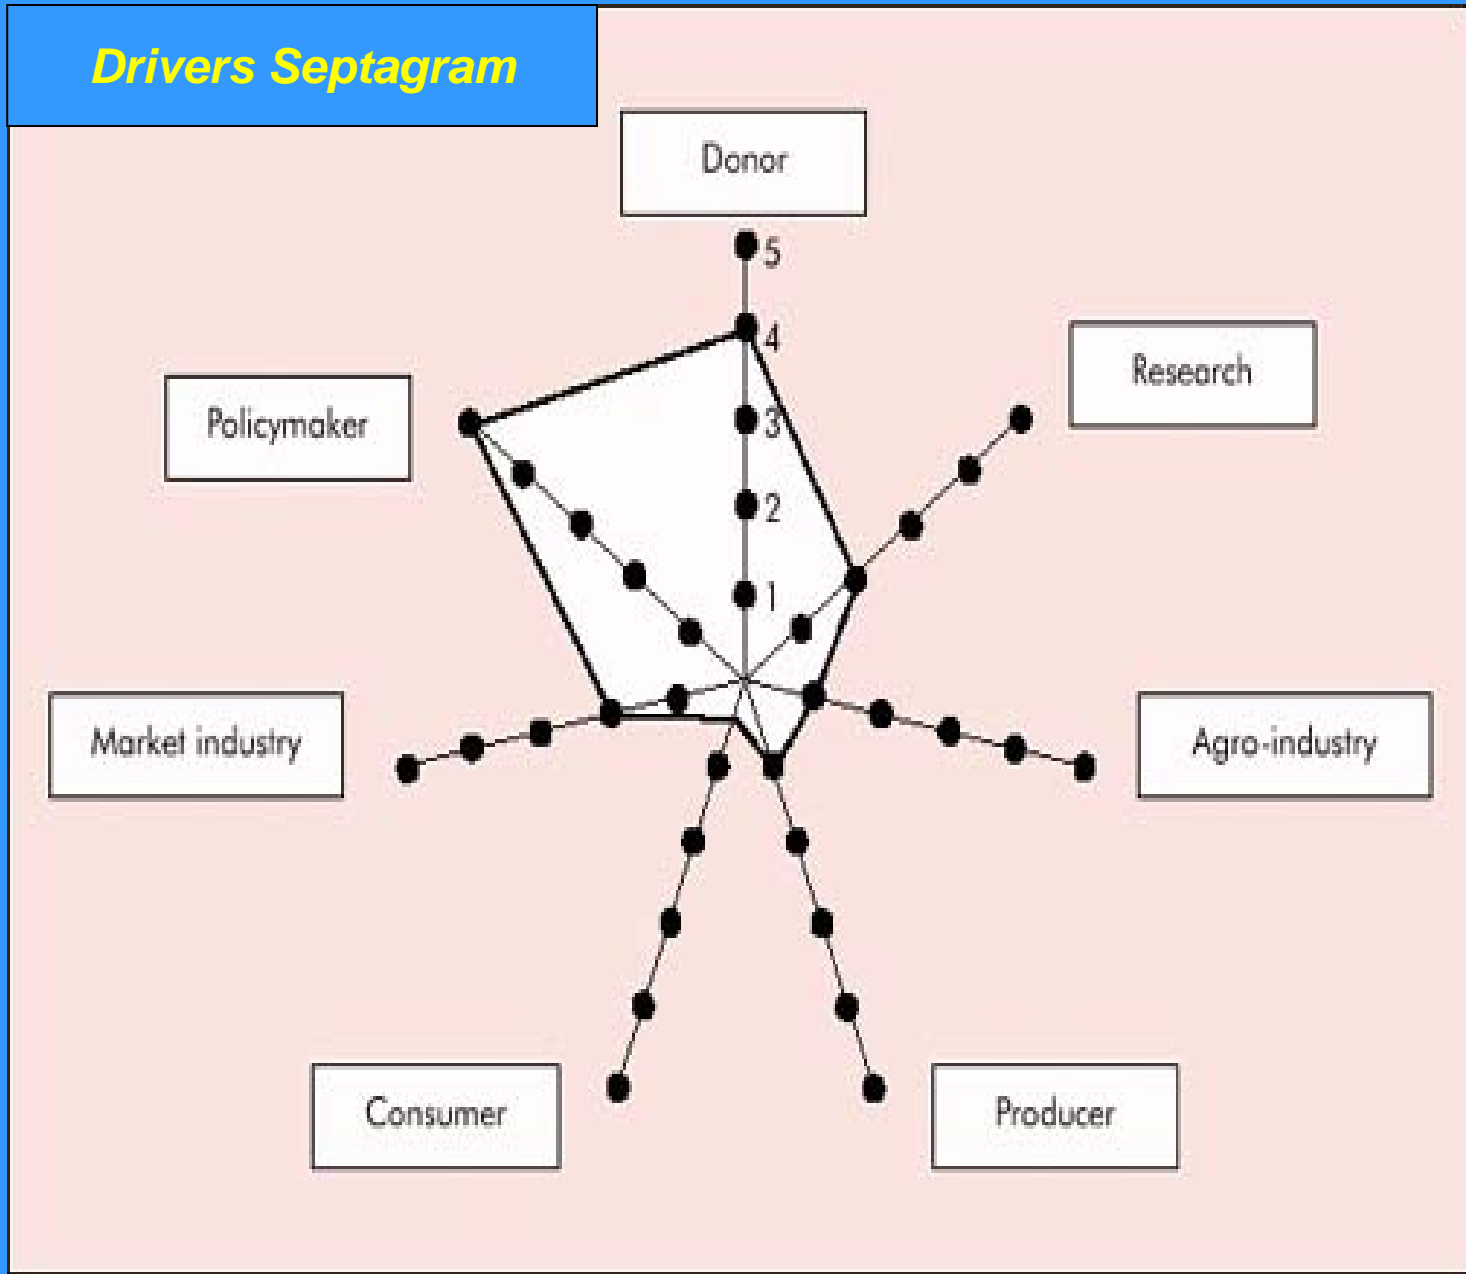 Drivers Septagram
Donor
5
4
Research
3
Policymaker
2
1
Market industry
Agro-industry
Consumer
Producer